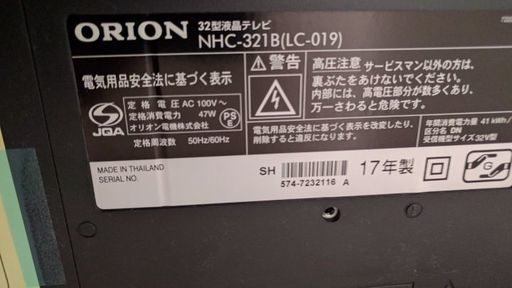 ORION
32型液晶テレビ
NHC-321B(LC-019)
電気用品安全法に基づく表示
JQA
定格電圧 AC 100V～
定格消費電力 47W
オリオン電機株式会社
定格周波数 50Hz/60Hz
PS
E
警告
高圧注意 サービスマン以外の方は、
裏ぶたをあけないでください。
内部には、高電圧部分が数多く
あり、万一さわると危険です。
電気用品安全法に基づく表示を改変したり、
削除すると違反になります。
年間消費電力量 41 kWh/
区分名 DN
受信機型サイズ32V型
MADE IN THAILAND
SERIAL NO.
SH
574-7232116 A
17年製
G